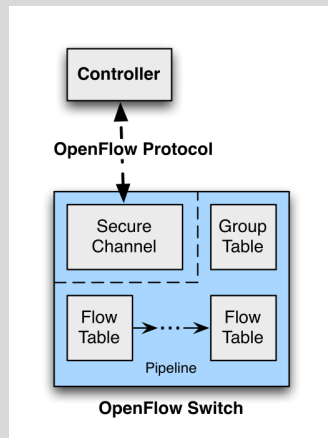 Controller
OpenFlow Protocol
Secure
Channel
Group
Table
Flow
Table
Flow
Table
Pipeline
OpenFlow Switch